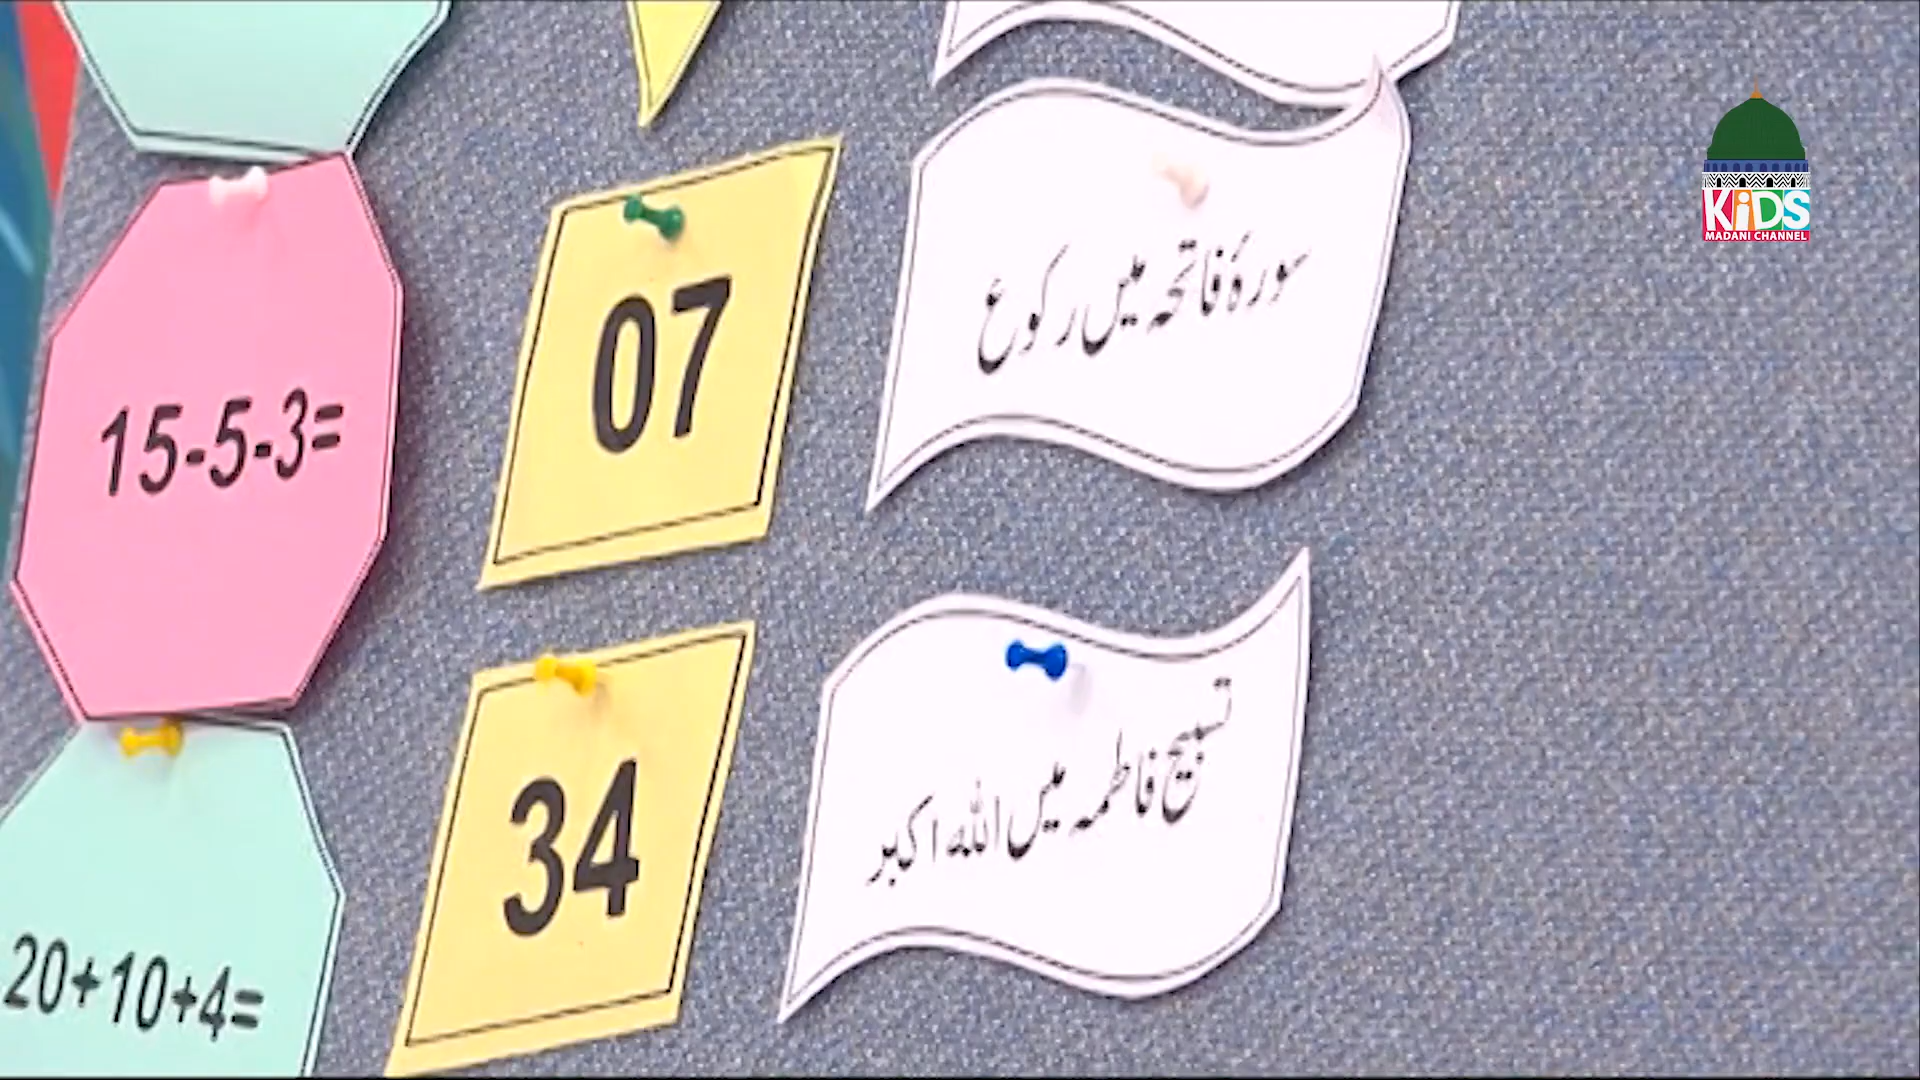 15-5-3=
07
سورۂ فاتحہ میں رکوع
20+10+4=
34
تسبیح فاطمہ میں اللہ اکبر
KiDS
MADANI CHANNEL